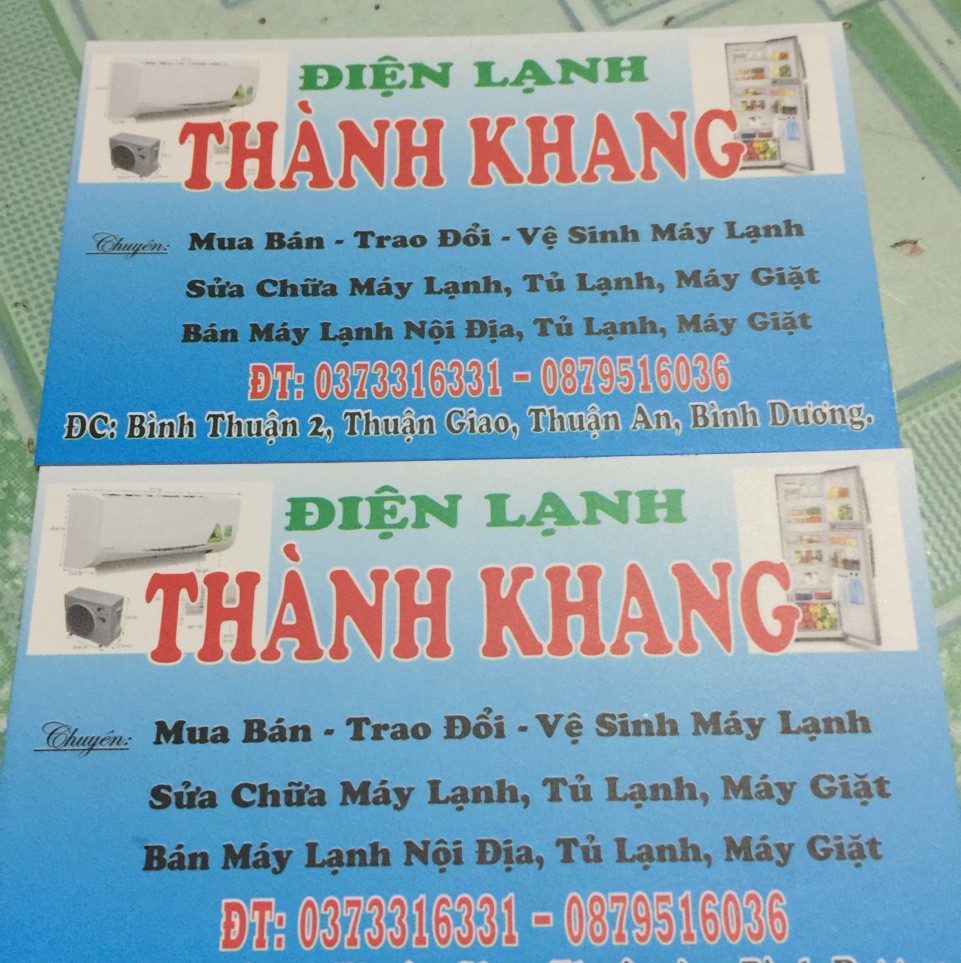 ĐIỆN LẠNH
THÀNH KHANG
Chuyên: Mua Bán - Trao Đổi - Vệ Sinh Máy Lạnh
Sửa Chữa Máy Lạnh, Tủ Lạnh, Máy Giặt
Bán Máy Lạnh Nội Địa, Tủ Lạnh, Máy Giặt
ĐT: 0373316331 - 0879516036
ĐC: Bình Thuận 2, Thuận Giao, Thuận An, Bình Dương.
ĐIỆN LẠNH
THÀNH KHANG
Chuyên: Mua Bán - Trao Đổi - Vệ Sinh Máy Lạnh
Sửa Chữa Máy Lạnh, Tủ Lạnh, Máy Giặt
Bán Máy Lạnh Nội Địa, Tủ Lạnh, Máy Giặt
ĐT: 0373316331 - 0879516036